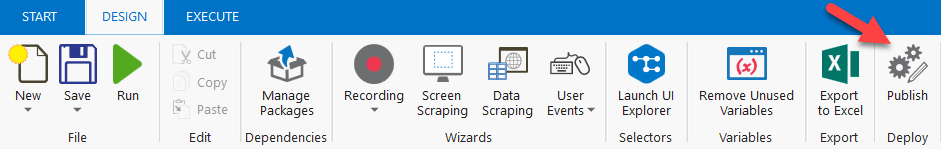 START DESIGN EXECUTE
New Save Run Cut Copy Paste Manage Packages Recording Screen Scraping Data Scraping User Events Launch UI Explorer Remove Unused Variables (x) Export to Excel X Publish
File Edit Dependencies Wizards Selectors Variables Export Deploy